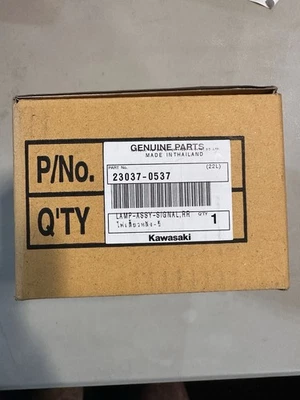 GENUINE PARTS
MADE IN THAILAND
P/No.
PART No. (22L)
23037-0537
Q'TY
LAMP-ASSY-SIGNAL,RR QTY 1
Kawasaki